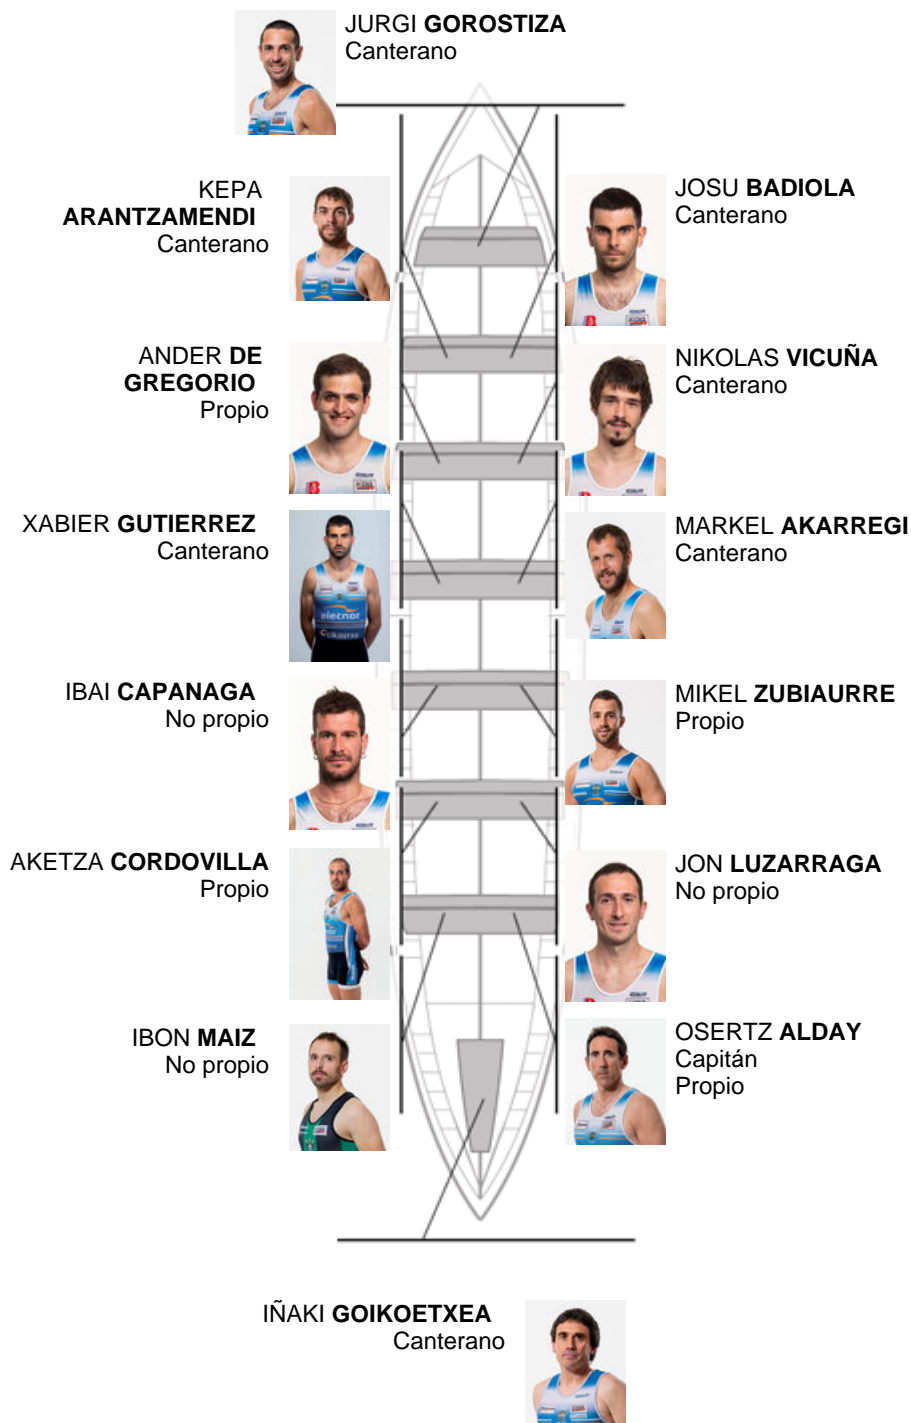 JURGI GOROSTIZA
Canterano
KEPA
ARANTZAMENDI
Canterano
JOSU BADIOLA
Canterano
ANDER DE
GREGORIO
Propio
NIKOLAS VICUÑA
Canterano
XABIER GUTIERREZ
Canterano
elecnor
cikautxo
MARKEL AKARREGI
Canterano
IBAI CAPANAGA
No propio
MIKEL ZUBIAURRE
Propio
AKETZA CORDOVILLA
Propio
JON LUZARRAGA
No propio
IBON MAIZ
No propio
OSERTZ ALDAY
Capitán
Propio
IÑAKI GOIKOETXEA
Canterano